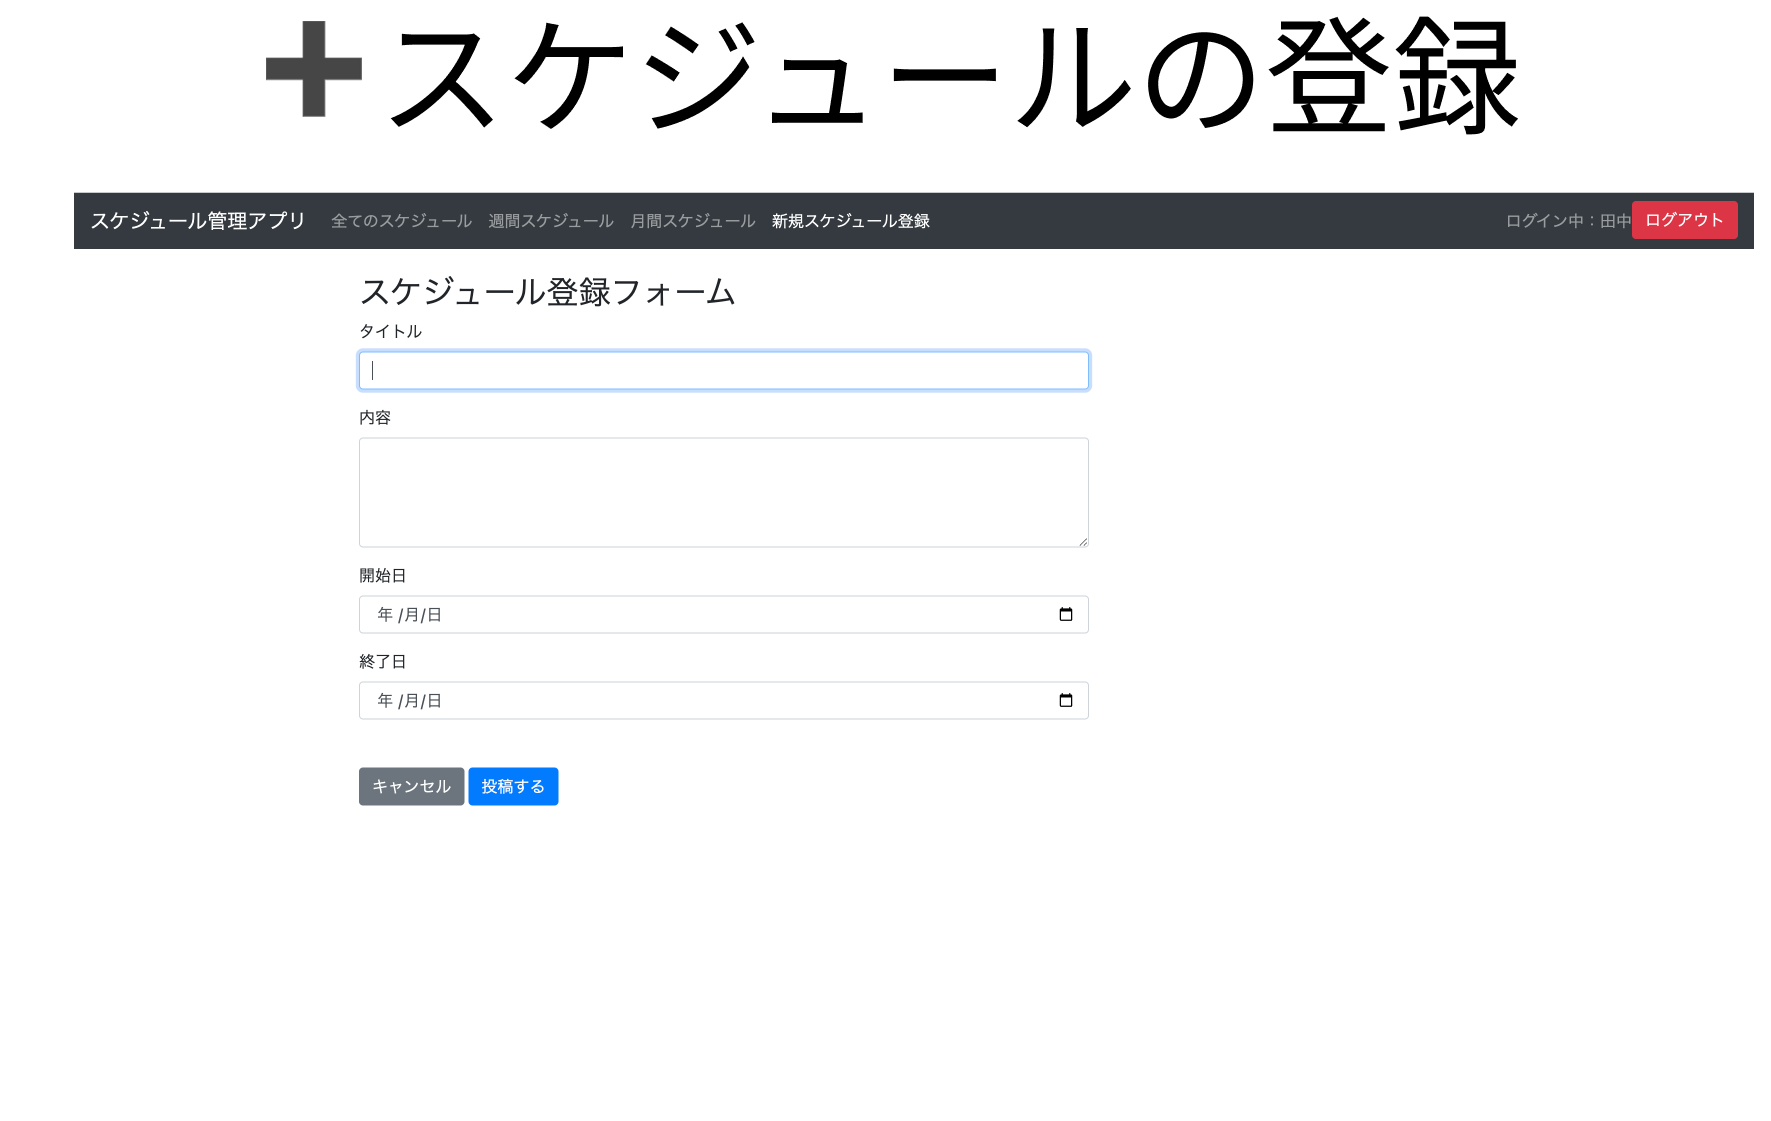 ➕スケジュールの登録
スケジュール管理アプリ 全てのスケジュール 週間スケジュール 月間スケジュール 新規スケジュール登録 ログイン中：田中 ログアウト
スケジュール登録フォーム
タイトル
内容
開始日
年 /月/日
終了日
年 /月/日
キャンセル 投稿する